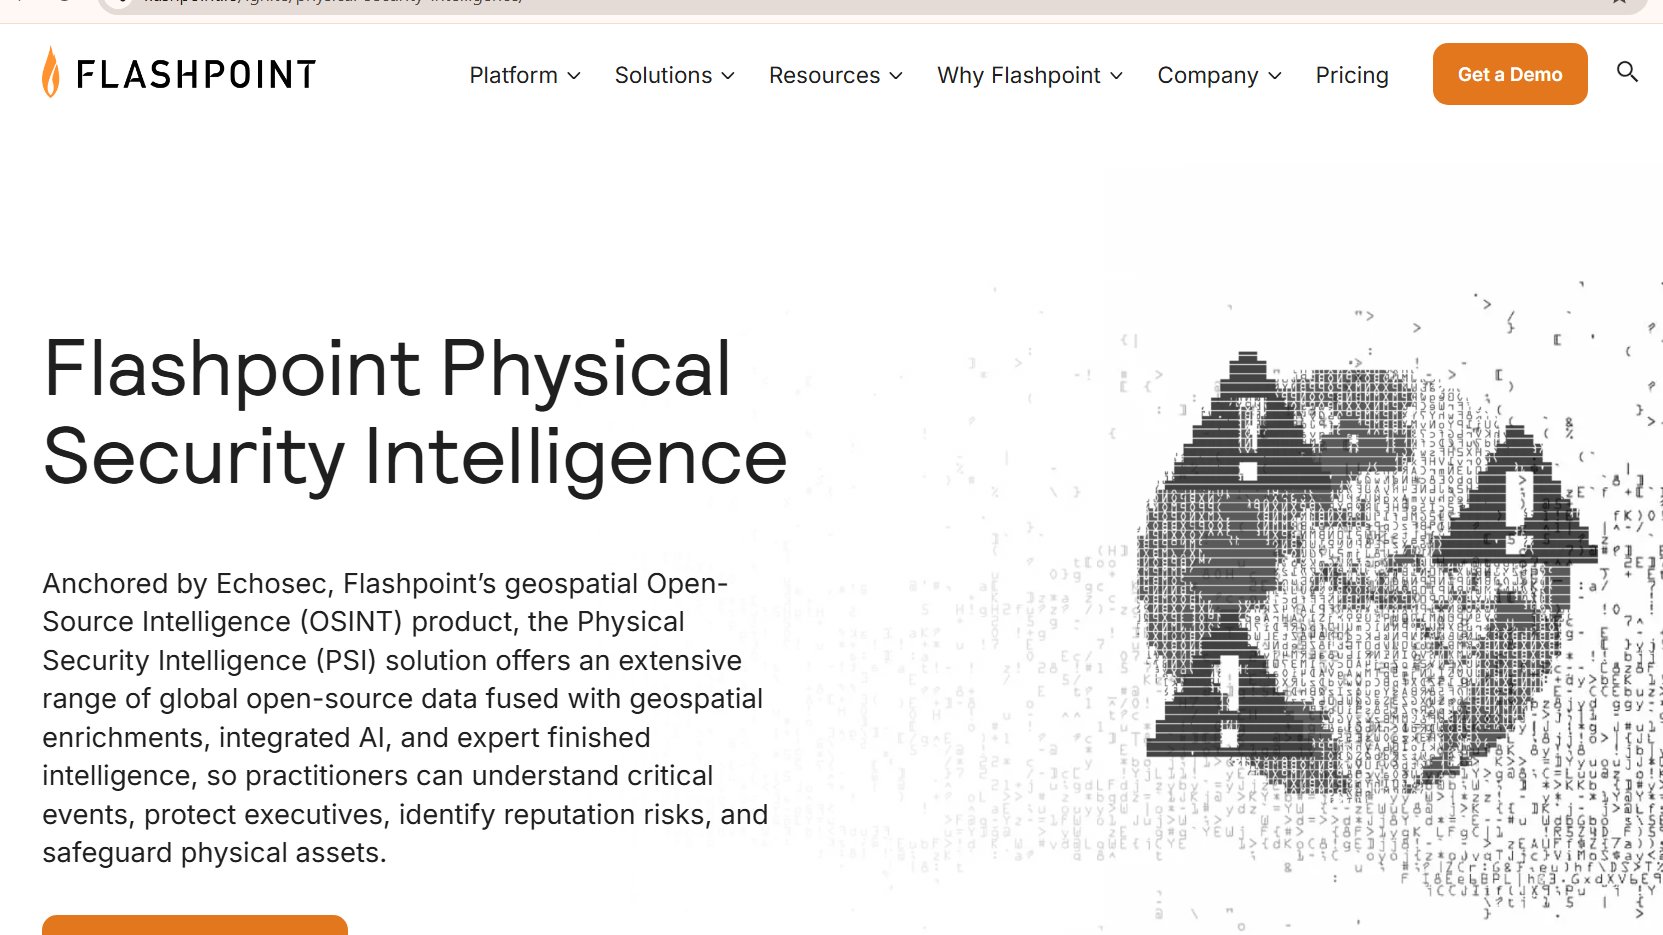 FLASHPOINT
Platform
Solutions
Resources
Why Flashpoint
Company
Pricing
Get a Demo
Flashpoint Physical
Security Intelligence
Anchored by Echosec, Flashpoint’s geospatial Open-
Source Intelligence (OSINT) product, the Physical
Security Intelligence (PSI) solution offers an extensive
range of global open-source data fused with geospatial
enrichments, integrated AI, and expert finished
intelligence, so practitioners can understand critical
events, protect executives, identify reputation risks, and
safeguard physical assets.